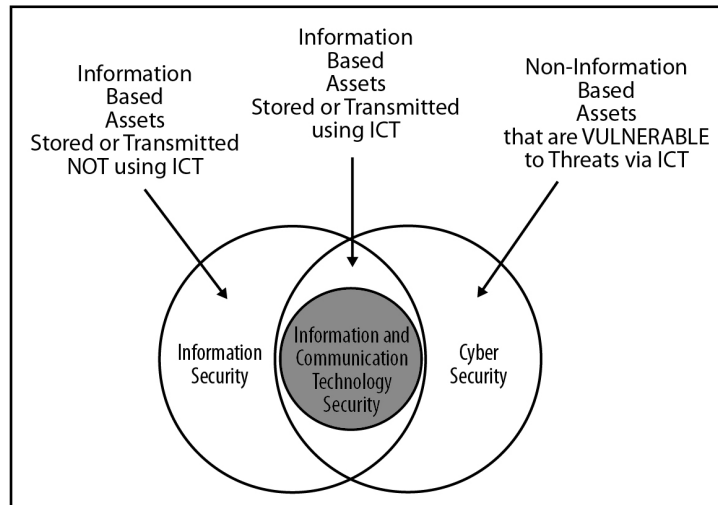 Information
Based
Assets
Stored or Transmitted
NOT using ICT
Information
Based
Assets
Stored or Transmitted
using ICT
Non-Information
Based
Assets
that are VULNERABLE
to Threats via ICT
Information
Security
Information and
Communication
Technology
Security
Cyber
Security